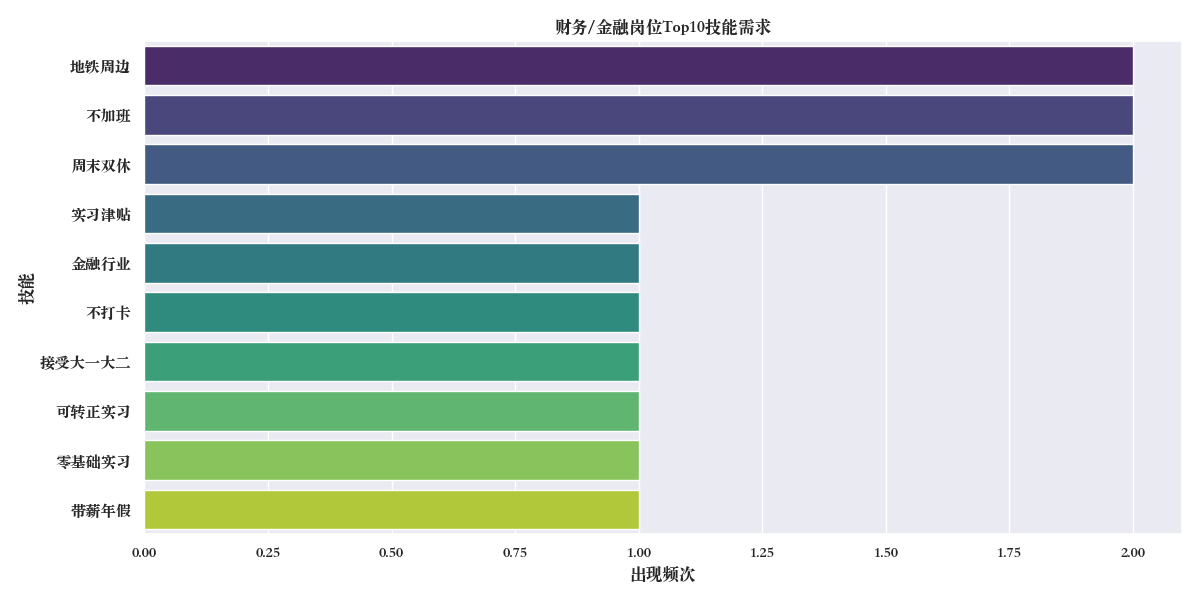 财务/金融岗位Top10技能需求
地铁周边
不加班
周末双休
实习津贴
金融行业
不打卡
接受大一大二
可转正实习
零基础实习
带薪年假
技能
0.00 0.25 0.50 0.75 1.00 1.25 1.50 1.75 2.00
出现频次